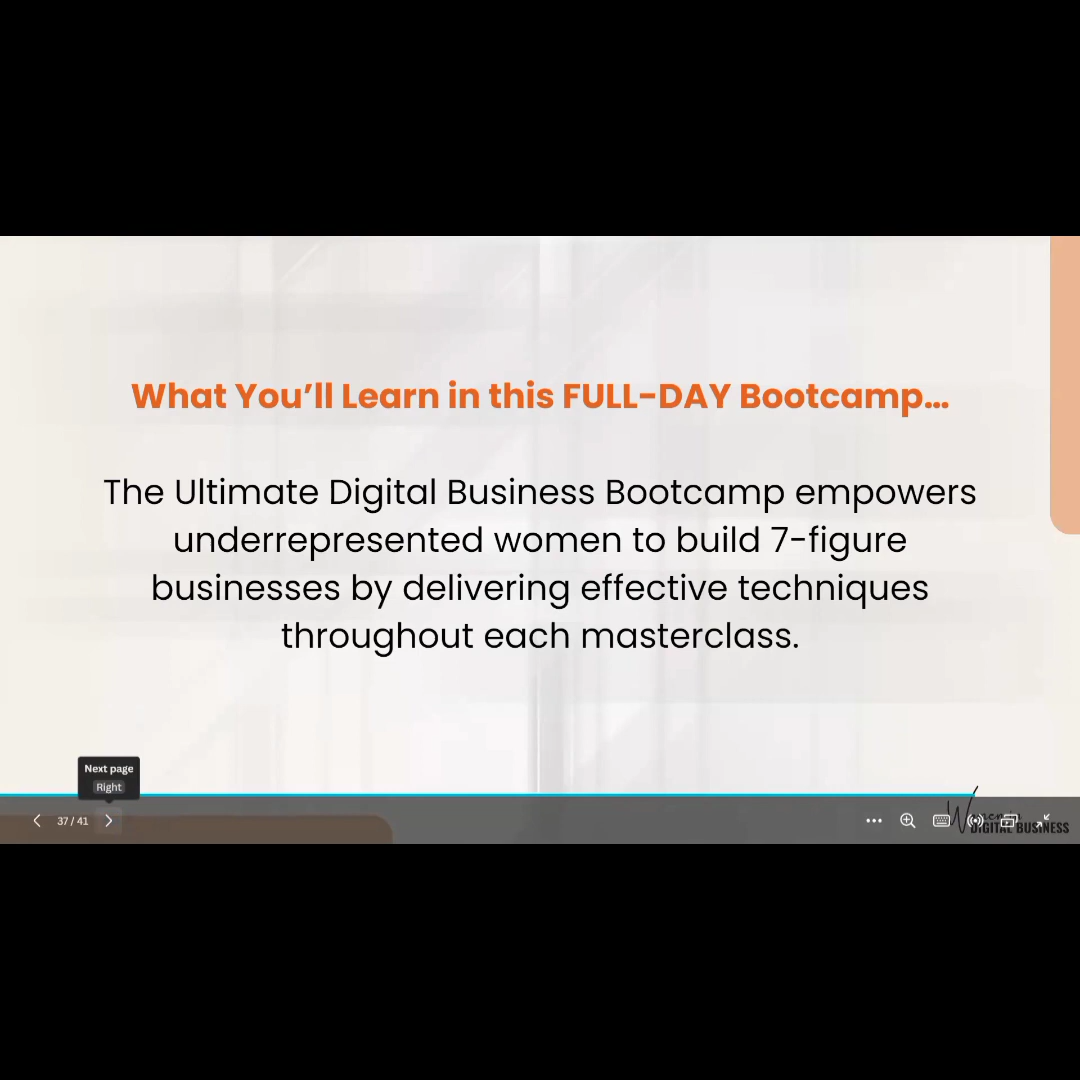 What You’ll Learn in this FULL-DAY Bootcamp...
The Ultimate Digital Business Bootcamp empowers
underrepresented women to build 7-figure
businesses by delivering effective techniques
throughout each masterclass.
Next page
Right
37 / 41
DIGITAL BUSINESS